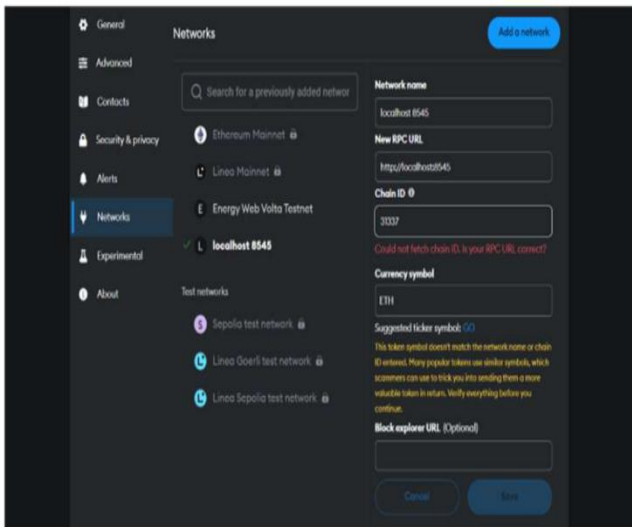 General
Advanced
Contacts
Security & privacy
Alerts
Networks
Experimental
About
Networks
Add a network
Search for a previously added networ
Ethereum Mainnet
Linea Mainnet
E Energy Web Volta Testnet
L localhost 8545
Test networks
S Sepolia test network
Linea Goerli test network
Linea Sepolia test network
Network name
localhost 8545
New RPC URL
http://localhost:8545
Chain ID
31337
Could not fetch chain ID. Is your RPC URL correct?
Currency symbol
ETH
Suggested ticker symbol: GO
This token symbol doesn't match the network name or chain
ID entered. Many popular tokens use similar symbols, which
scammers can use to trick you into sending them a more
valuable token in return. Verify everything before you
continue.
Block explorer URL (Optional)
Cancel
Save